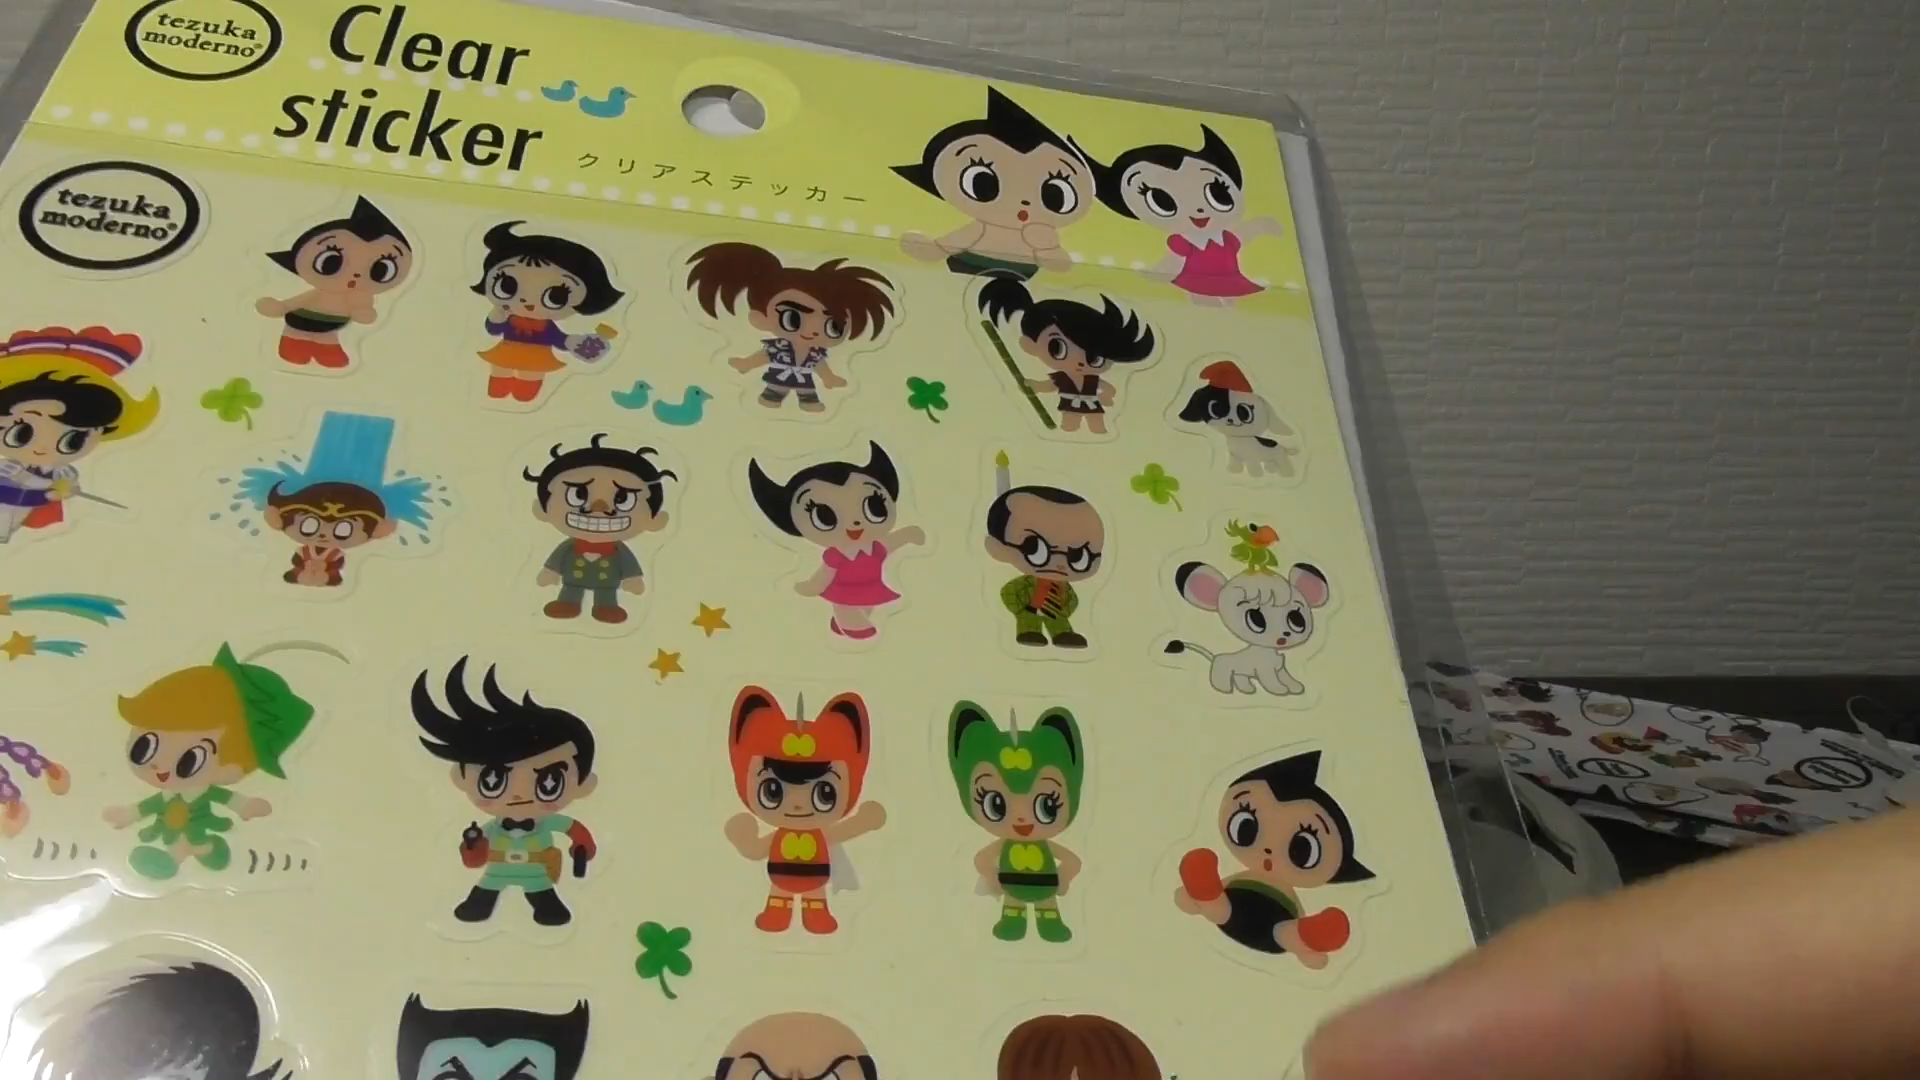 tezuka
moderno®
Clear
sticker
クリアステッカー
tezuka
moderno®